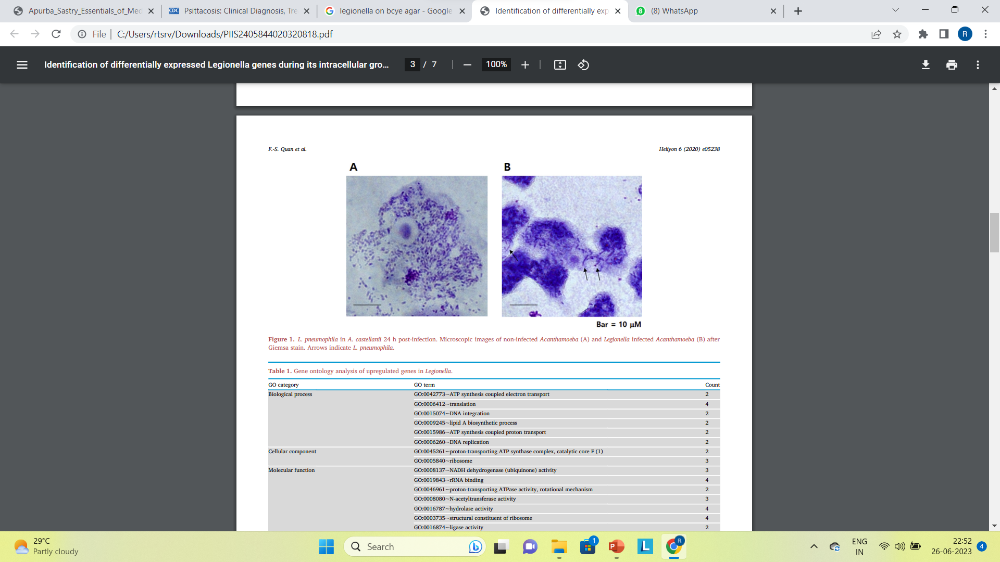 Apurba_Sastry_Essentials_of_Med
CDC Psittacosis: Clinical Diagnosis, Tre
legionella on bcye agar - Google
Identification of differentially exp
8 (8) WhatsApp
File C:/Users/rtsrv/Downloads/PIIS2405844020320818.pdf
R
Identification of differentially expressed Legionella genes during its intracellular gro...
3 / 7
100%
F.-S. Quan et al.
Heliyon 6 (2020) e05238
A
B
Bar = 10 μM
Figure 1. L. pneumophila in A. castellanii 24 h post-infection. Microscopic images of non-infected Acanthamoeba (A) and Legionella infected Acanthamoeba (B) after
Giemsa stain. Arrows indicate L. pneumophila.
Table 1. Gene ontology analysis of upregulated genes in Legionella.
GO category GO term Count
Biological process GO:0042773~ATP synthesis coupled electron transport 2
GO:0006412~translation 4
GO:0015074~DNA integration 2
GO:0009245~lipid A biosynthetic process 2
GO:0015986~ATP synthesis coupled proton transport 2
GO:0006260~DNA replication 2
Cellular component GO:0045261~proton-transporting ATP synthase complex, catalytic core F (1) 2
GO:0005840~ribosome 3
Molecular function GO:0008137~NADH dehydrogenase (ubiquinone) activity 3
GO:0019843~rRNA binding 4
GO:0046961~proton-transporting ATPase activity, rotational mechanism 2
GO:0008080~N-acetyltransferase activity 3
GO:0016787~hydrolase activity 4
GO:0003735~structural constituent of ribosome 4
GO:0016874~ligase activity 2
29°C
Partly cloudy
Search
1
P
L
R
ENG
IN
22:52
26-06-2023
4